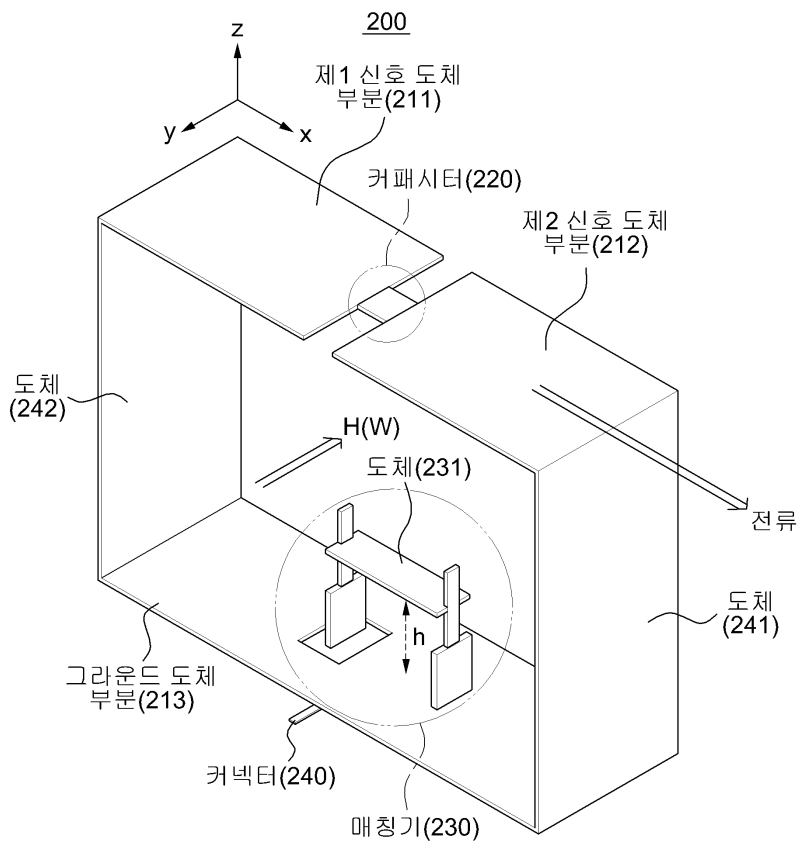 200
z
y
x
제1 신호 도체
부분(211)
커패시터(220)
제2 신호 도체
부분(212)
도체
(242)
H(W)
도체(231)
전류
h
도체
(241)
그라운드 도체
부분(213)
커넥터(240)
매칭기(230)